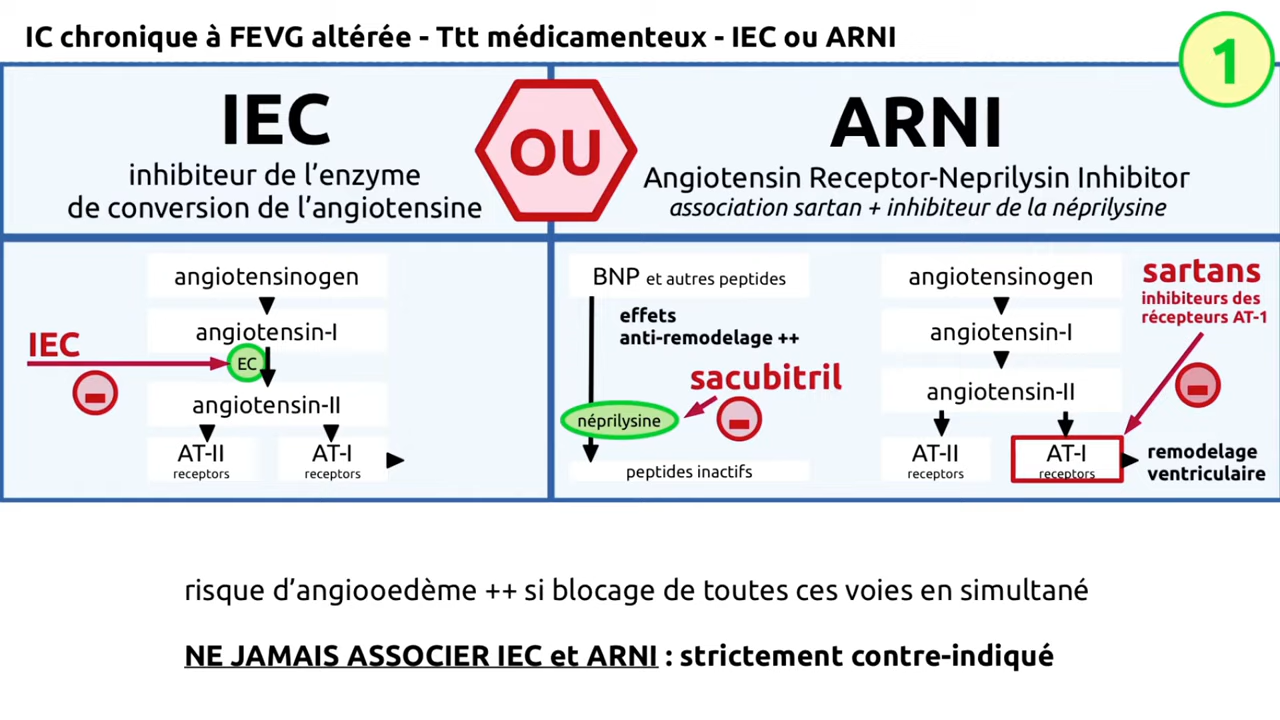 IC chronique à FEVG altérée - Ttt médicamenteux - IEC ou ARNI
1
IEC
inhibiteur de l’enzyme
de conversion de l’angiotensine
OU
ARNI
Angiotensin Receptor-Neprilysin Inhibitor
association sartan + inhibiteur de la néprilysine
angiotensinogen
angiotensin-I
IEC
EC
angiotensin-II
AT-II
receptors
AT-I
receptors
BNP et autres peptides
effets
anti-remodelage ++
sacubitril
néprilysine
peptides inactifs
angiotensinogen
angiotensin-I
angiotensin-II
AT-II
receptors
AT-I
receptors
sartans
inhibiteurs des
récepteurs AT-1
remodelage
ventriculaire
risque d’angiooedème ++ si blocage de toutes ces voies en simultané
NE JAMAIS ASSOCIER IEC et ARNI : strictement contre-indiqué